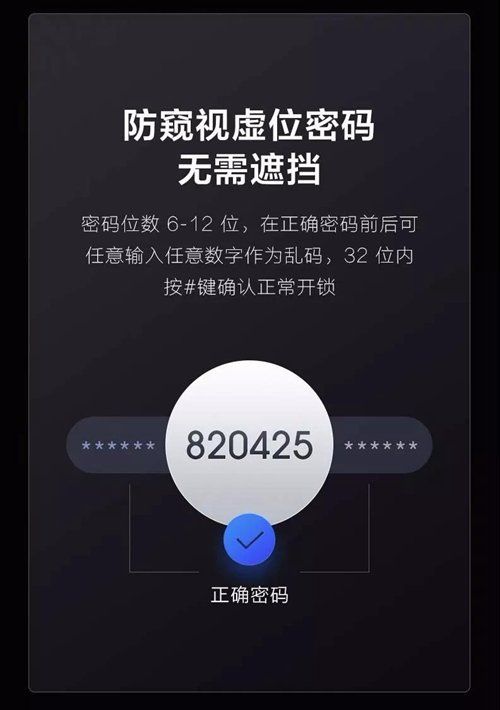 防窥视虚位密码
无需遮挡
密码位数 6-12 位，在正确密码前后可
任意输入任意数字作为乱码，32 位内
按#键确认正常开锁
****** 820425 ******
正确密码